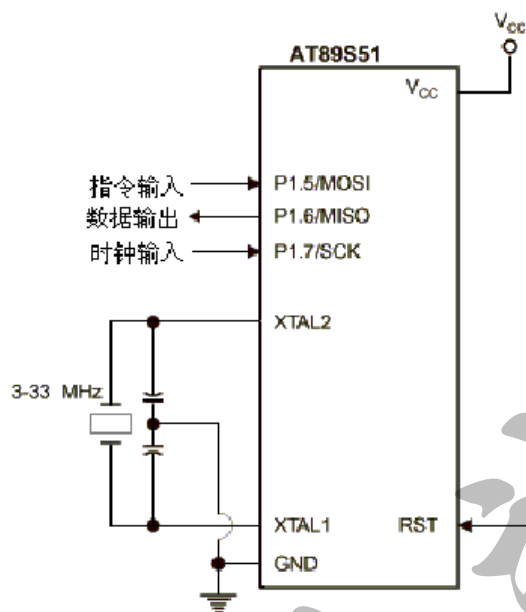 Vcc
AT89S51
Vcc
指令输入
P1.5/MOSI
数据输出
P1.6/MISO
时钟输入
P1.7/SCK
XTAL2
3-33 MHz
XTAL1
RST
GND